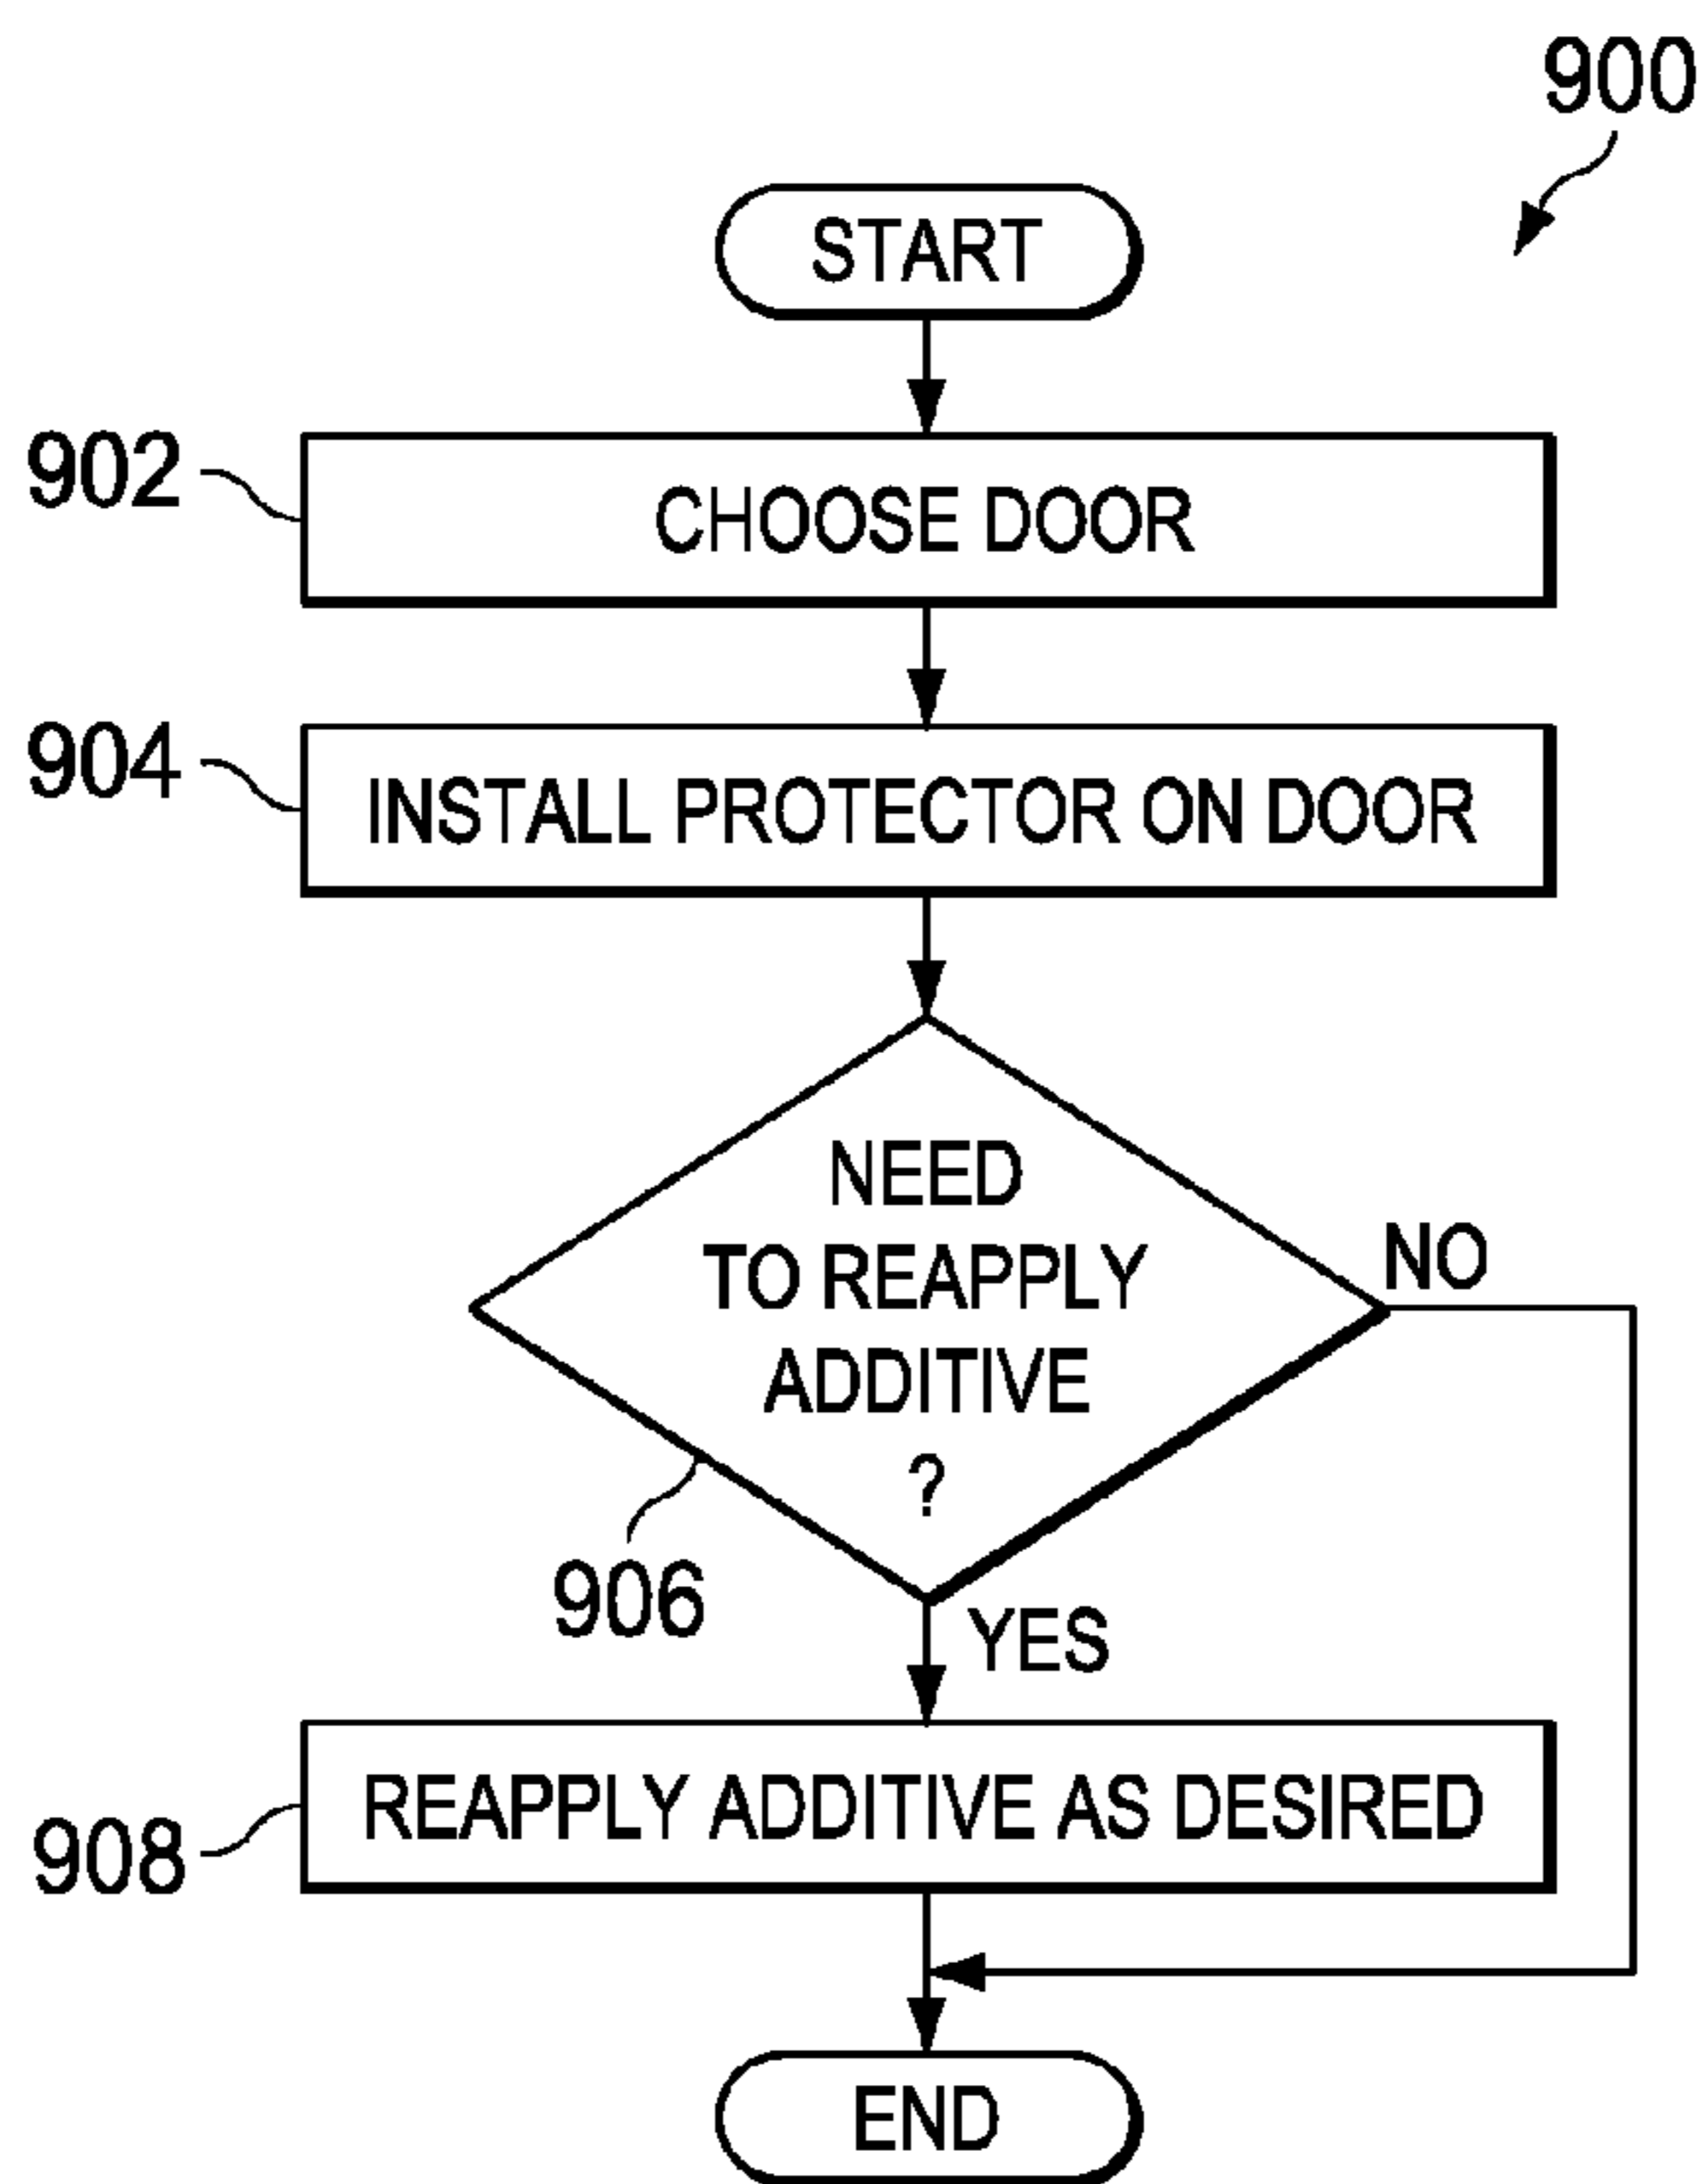 900
START
902
CHOOSE DOOR
904
INSTALL PROTECTOR ON DOOR
NEED
TO REAPPLY
ADDITIVE
?
NO
906
YES
REAPPLY ADDITIVE AS DESIRED
908
END